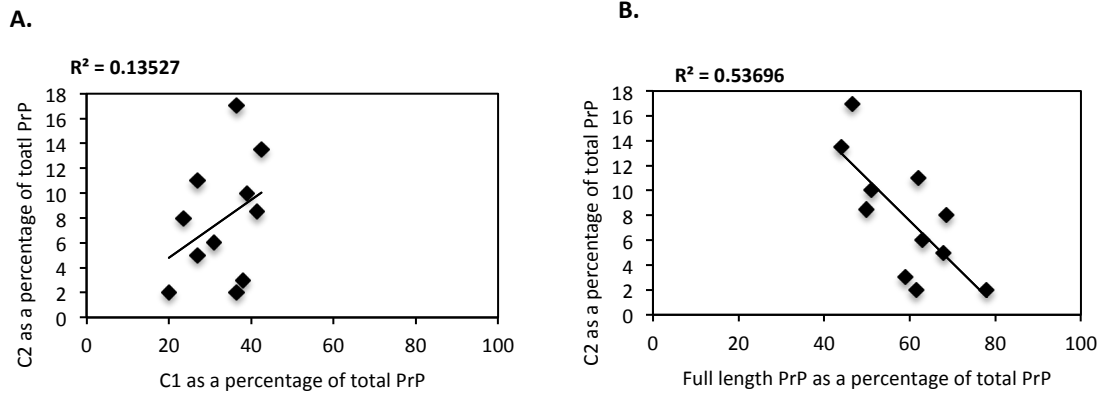 A.
R² = 0.13527
C2 as a percentage of toatl PrP
18
16
14
12
10
8
6
4
2
0
0 20 40 60 80 100
C1 as a percentage of total PrP
B.
R² = 0.53696
C2 as a percentage of total PrP
18
16
14
12
10
8
6
4
2
0
0 20 40 60 80 100
Full length PrP as a percentage of total PrP